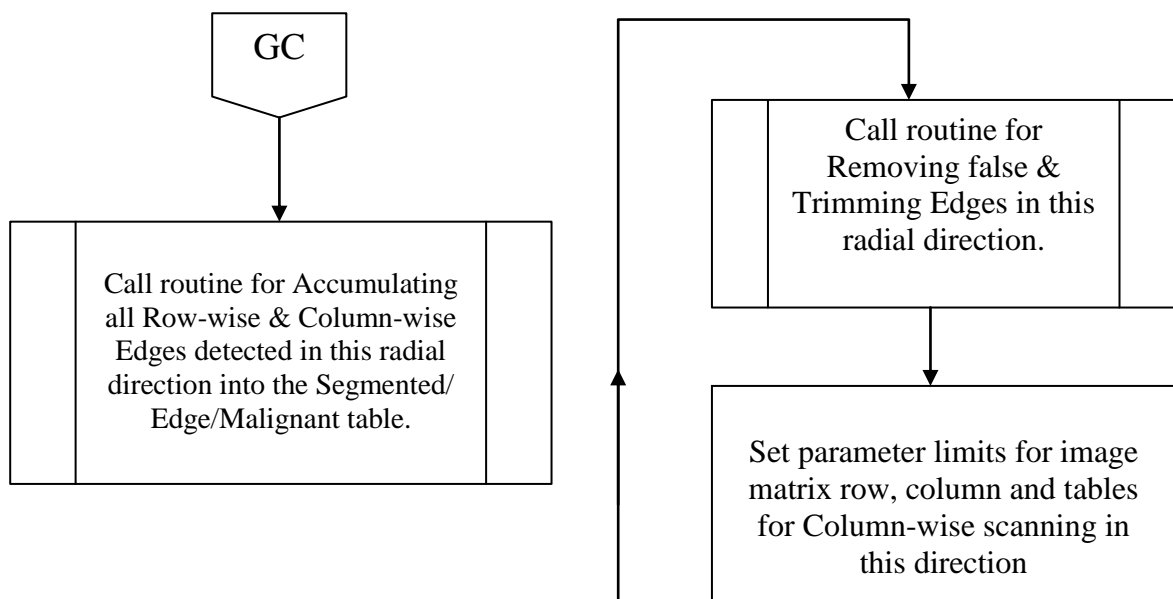 GC
Call routine for Accumulating
all Row-wise & Column-wise
Edges detected in this radial
direction into the Segmented/
Edge/Malignant table.
Call routine for
Removing false &
Trimming Edges in this
radial direction.
Set parameter limits for image
matrix row, column and tables
for Column-wise scanning in
this direction